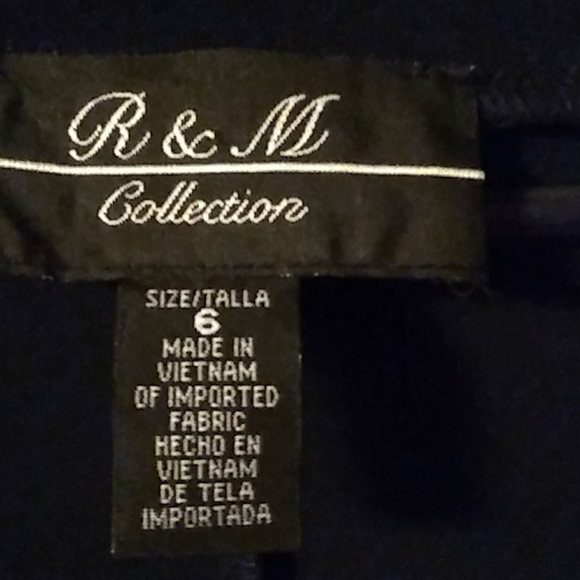 R & M
Collection
SIZE/TALLA
6
MADE IN
VIETNAM
OF IMPORTED
FABRIC
HECHO EN
VIETNAM
DE TELA
IMPORTADA